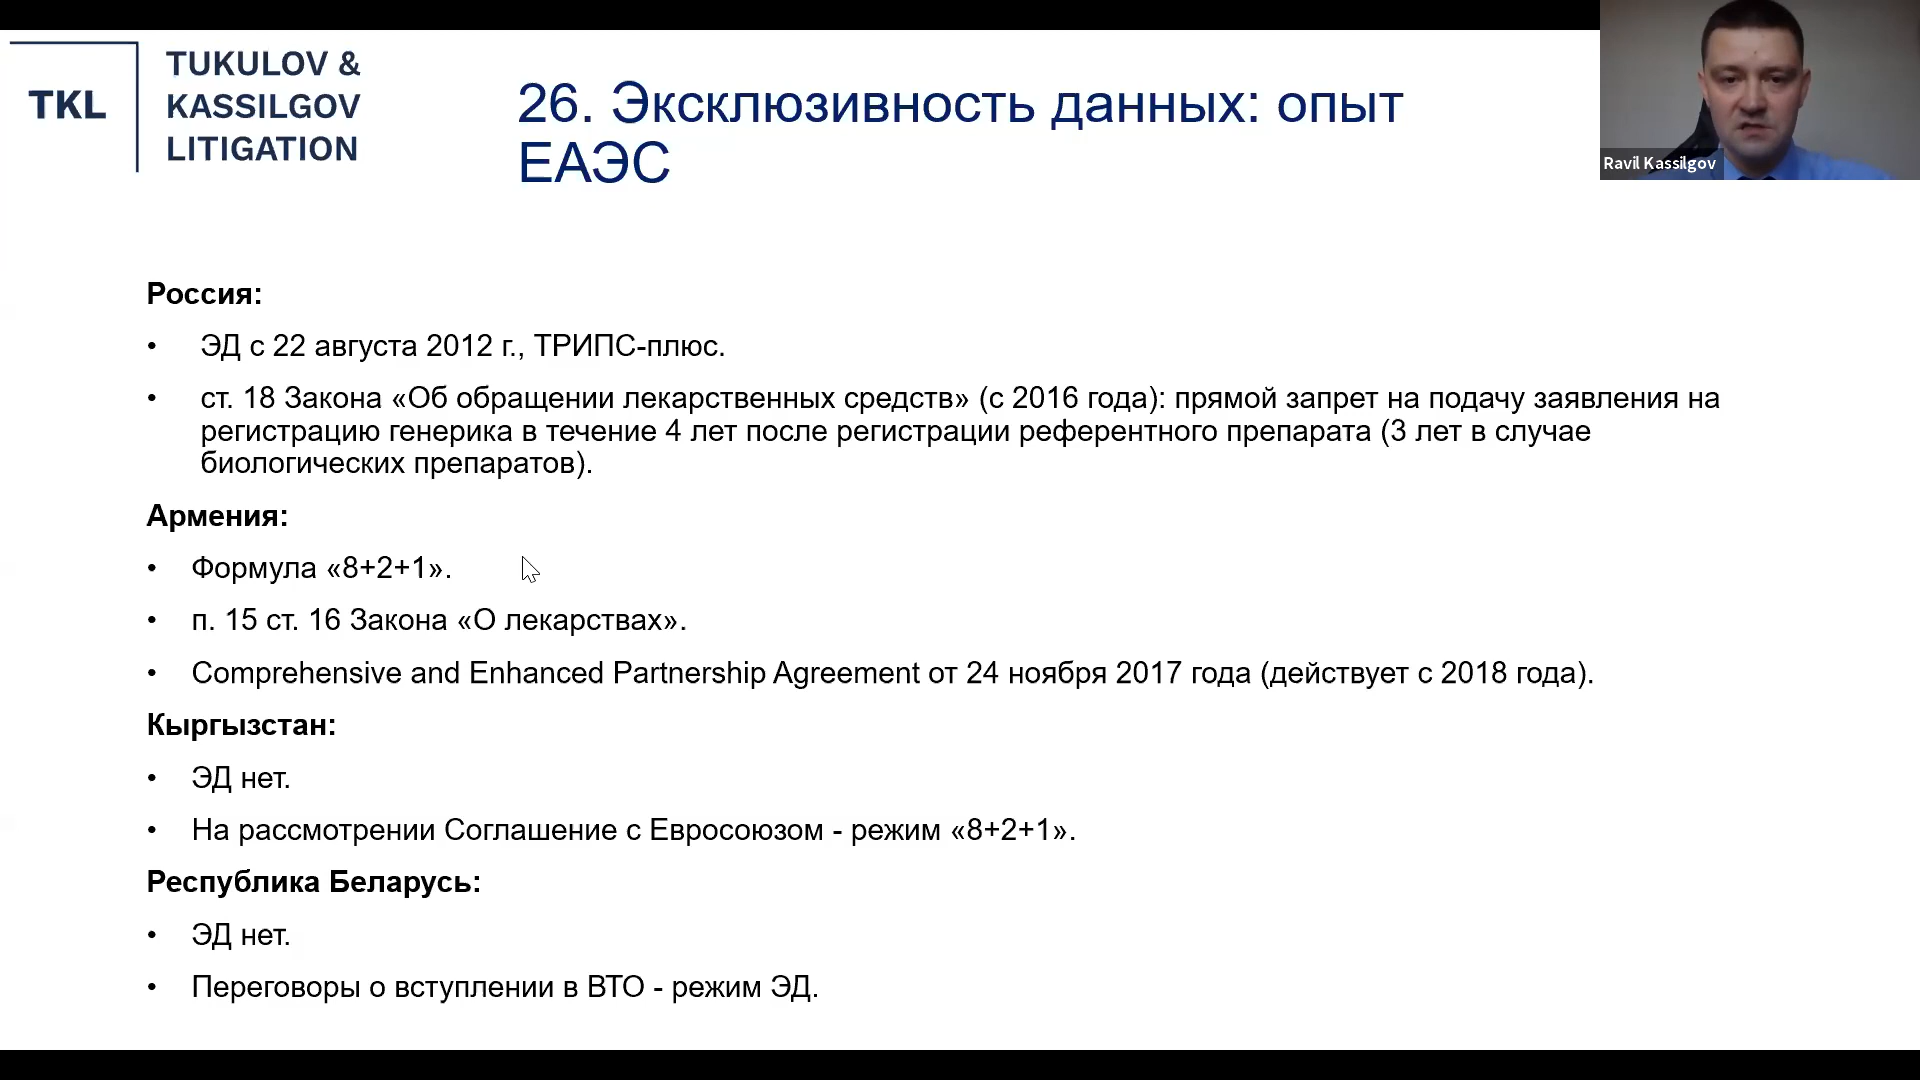 TKL
TUKULOV &
KASSILGOV
LITIGATION
26. Эксклюзивность данных: опыт
ЕАЭС
Ravil Kassilgov
Россия:
• ЭД с 22 августа 2012 г., ТРИПС-плюс.
• ст. 18 Закона «Об обращении лекарственных средств» (с 2016 года): прямой запрет на подачу заявления на
регистрацию генерика в течение 4 лет после регистрации референтного препарата (3 лет в случае
биологических препаратов).
Армения:
• Формула «8+2+1».
• п. 15 ст. 16 Закона «О лекарствах».
• Comprehensive and Enhanced Partnership Agreement от 24 ноября 2017 года (действует с 2018 года).
Кыргызстан:
• ЭД нет.
• На рассмотрении Соглашение с Евросоюзом - режим «8+2+1».
Республика Беларусь:
• ЭД нет.
• Переговоры о вступлении в ВТО - режим ЭД.